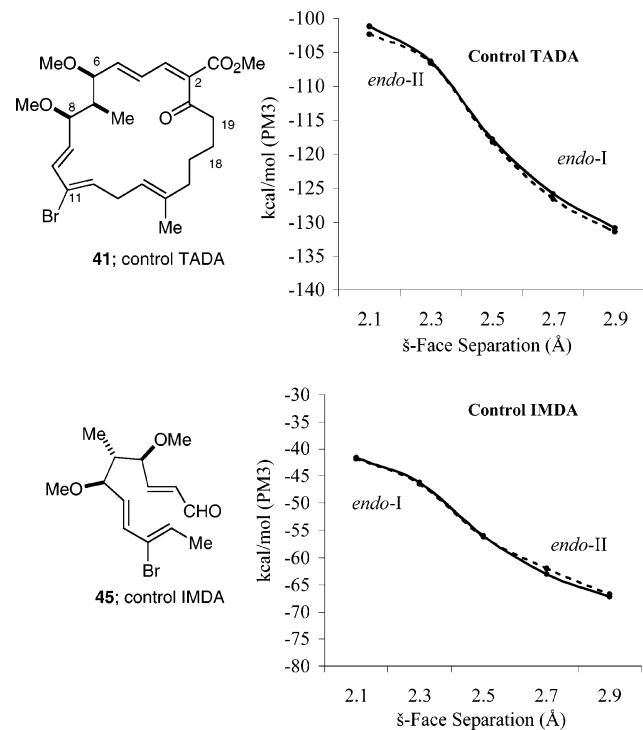 MeO
6
2
CO2Me
MeO
8
Me
O
19
18
11
Br
Me
41; control TADA
Control TADA
endo-II
endo-I
kcal/mol (PM3)
-100
-105
-110
-115
-120
-125
-130
-135
-140
2.1 2.3 2.5 2.7 2.9
š-Face Separation (Å)
Me
OMe
MeO
CHO
Me
Br
45; control IMDA
Control IMDA
endo-I
endo-II
kcal/mol (PM3)
-30
-35
-40
-45
-50
-55
-60
-65
-70
-75
-80
2.1 2.3 2.5 2.7 2.9
š-Face Separation (Å)